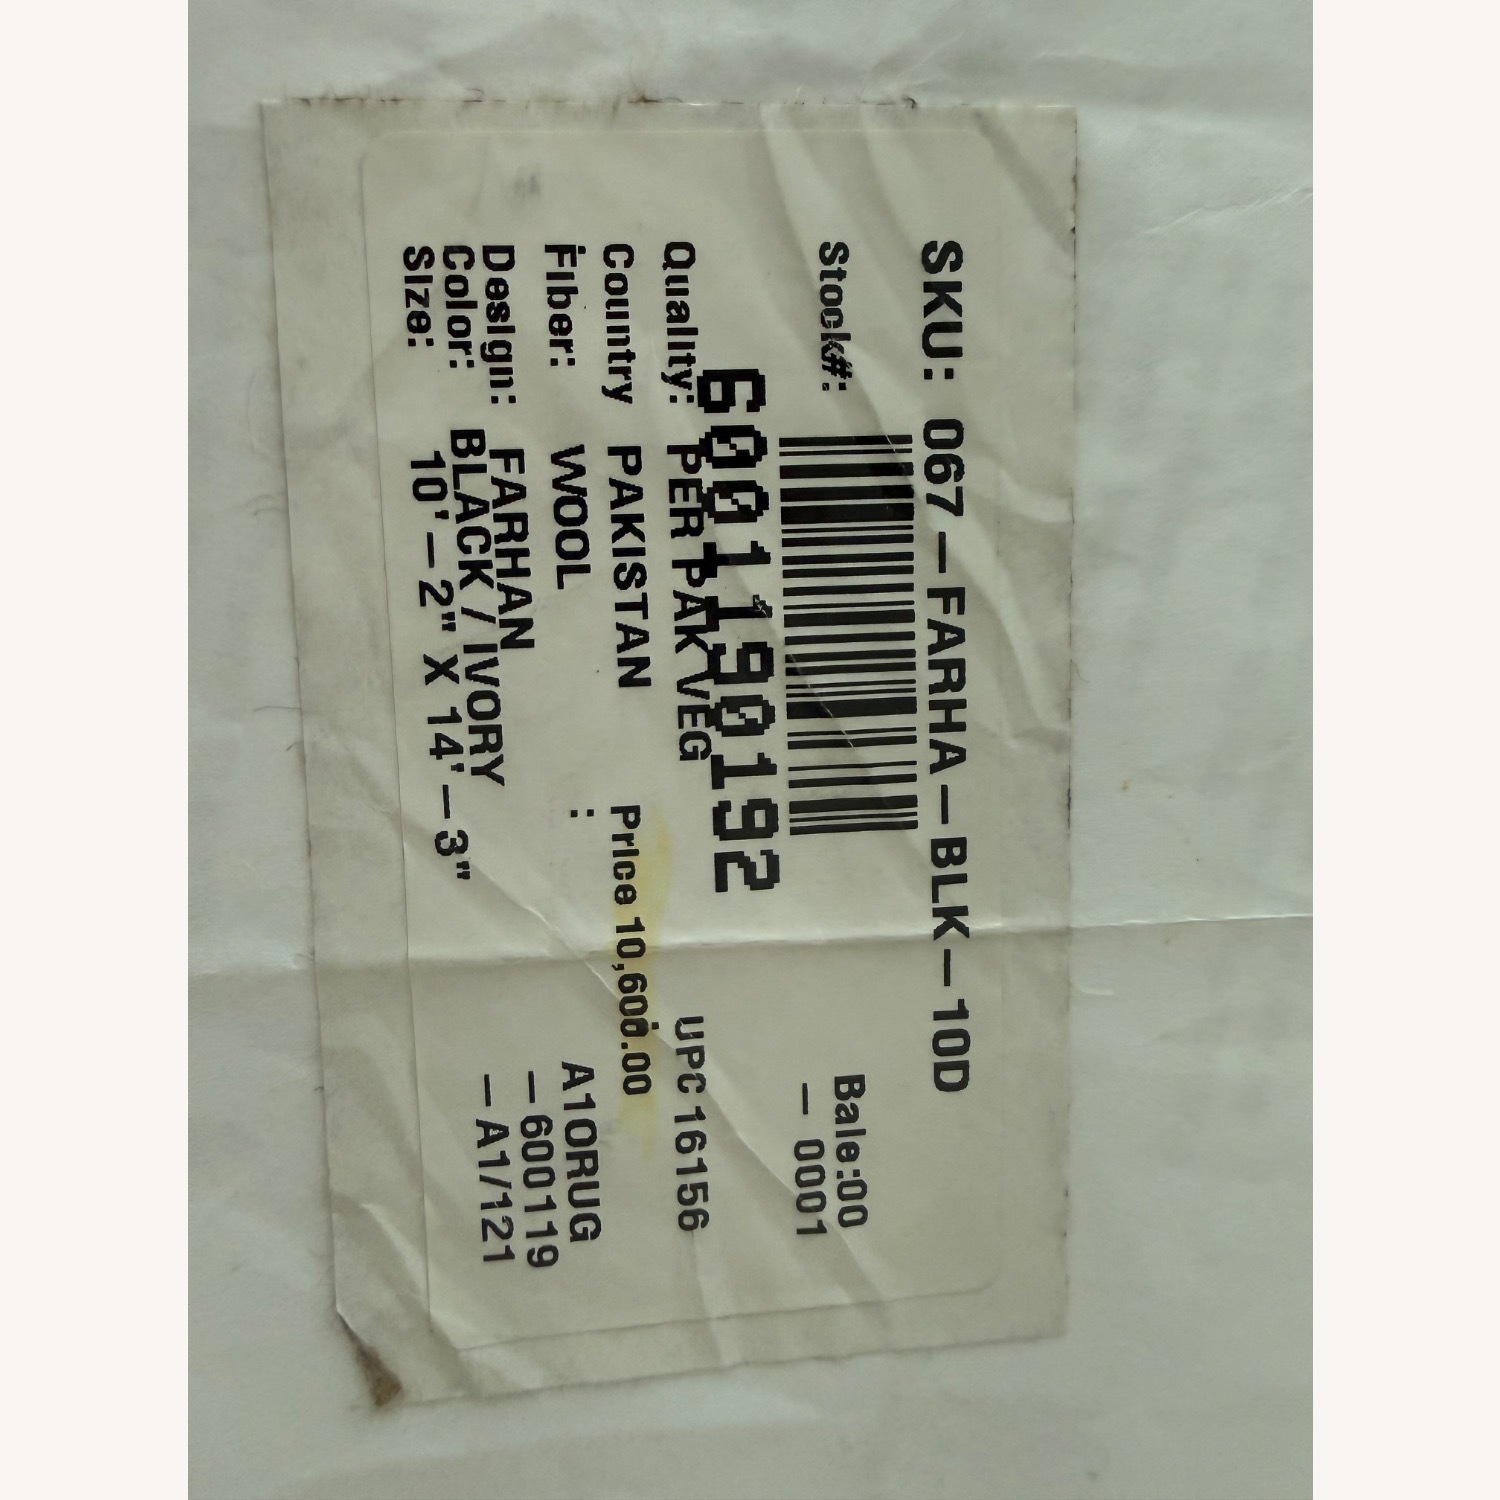 SKU: 067-FARHA-BLK-10D
Stock#:
Bale:00
- 0001
600119190192
Quality: PER PAK VEG
UPC 16156
Country PAKISTAN
Price 10,600.00
Fiber: WOOL
:
A10RUG
-600119
-A1/121
Design: FARHAN
Color: BLACK / IVORY
Size: 10'-2" X 14'-3"